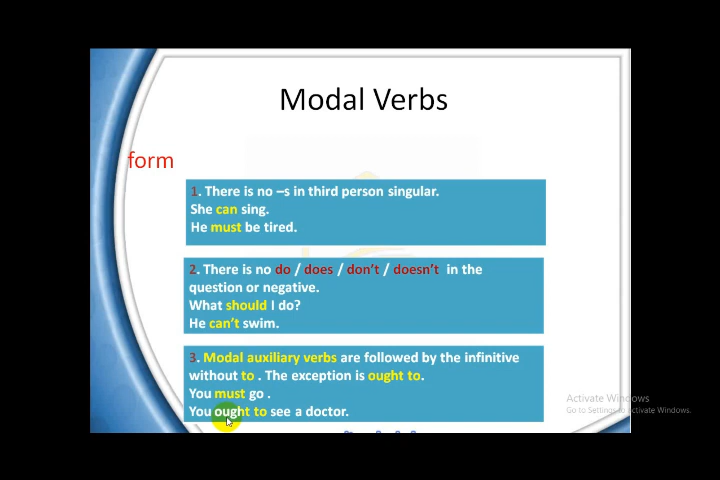 Modal Verbs
form
1. There is no –s in third person singular.
She can sing.
He must be tired.
2. There is no do / does / don't / doesn't in the
question or negative.
What should I do?
He can't swim.
3. Modal auxiliary verbs are followed by the infinitive
without to . The exception is ought to.
You must go .
You ought to see a doctor.
Activate Windows
Go to Settings to Activate Windows.